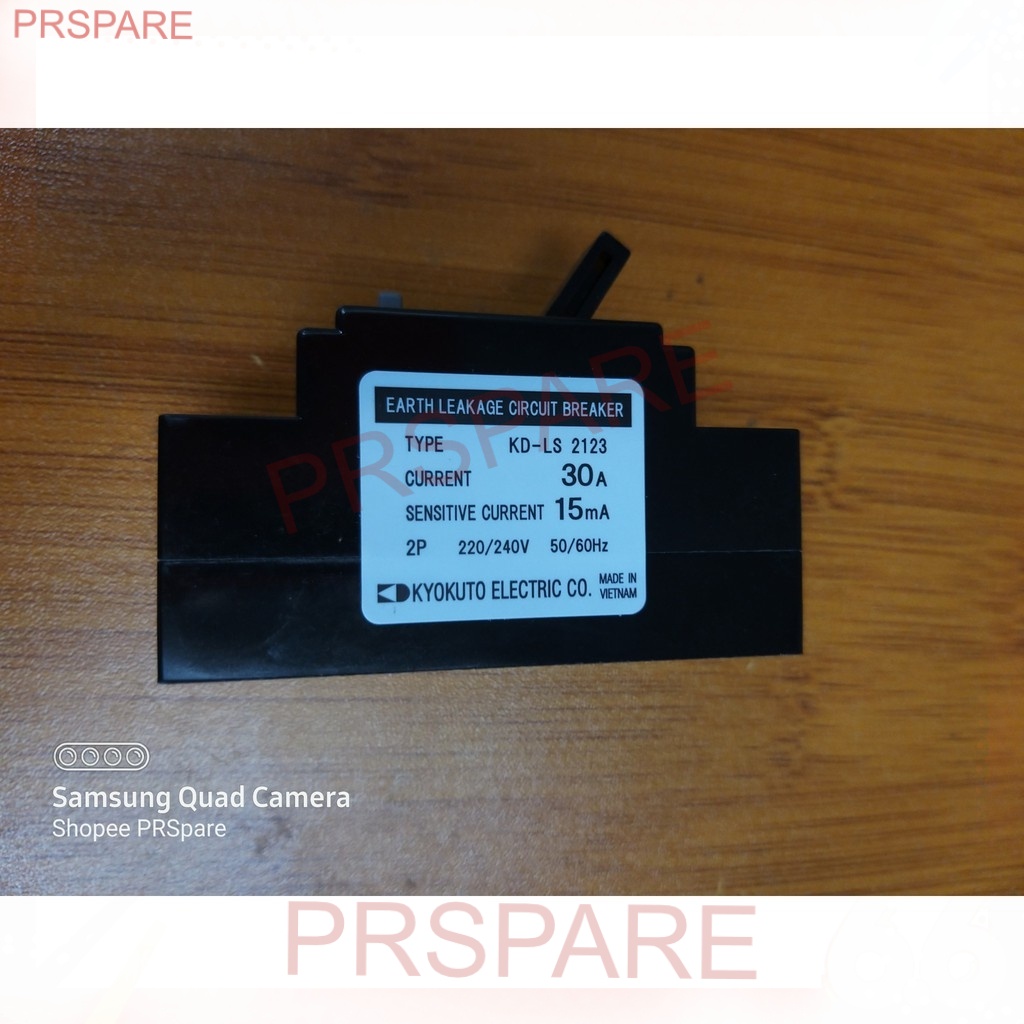 PRSPARE
EARTH LEAKAGE CIRCUIT BREAKER
TYPE KD-LS 2123
CURRENT 30A
SENSITIVE CURRENT 15mA
2P 220/240V 50/60Hz
KD KYOKUTO ELECTRIC CO. MADE IN VIETNAM
PRSPARE
Samsung Quad Camera
Shopee PRSpare
PRSPARE